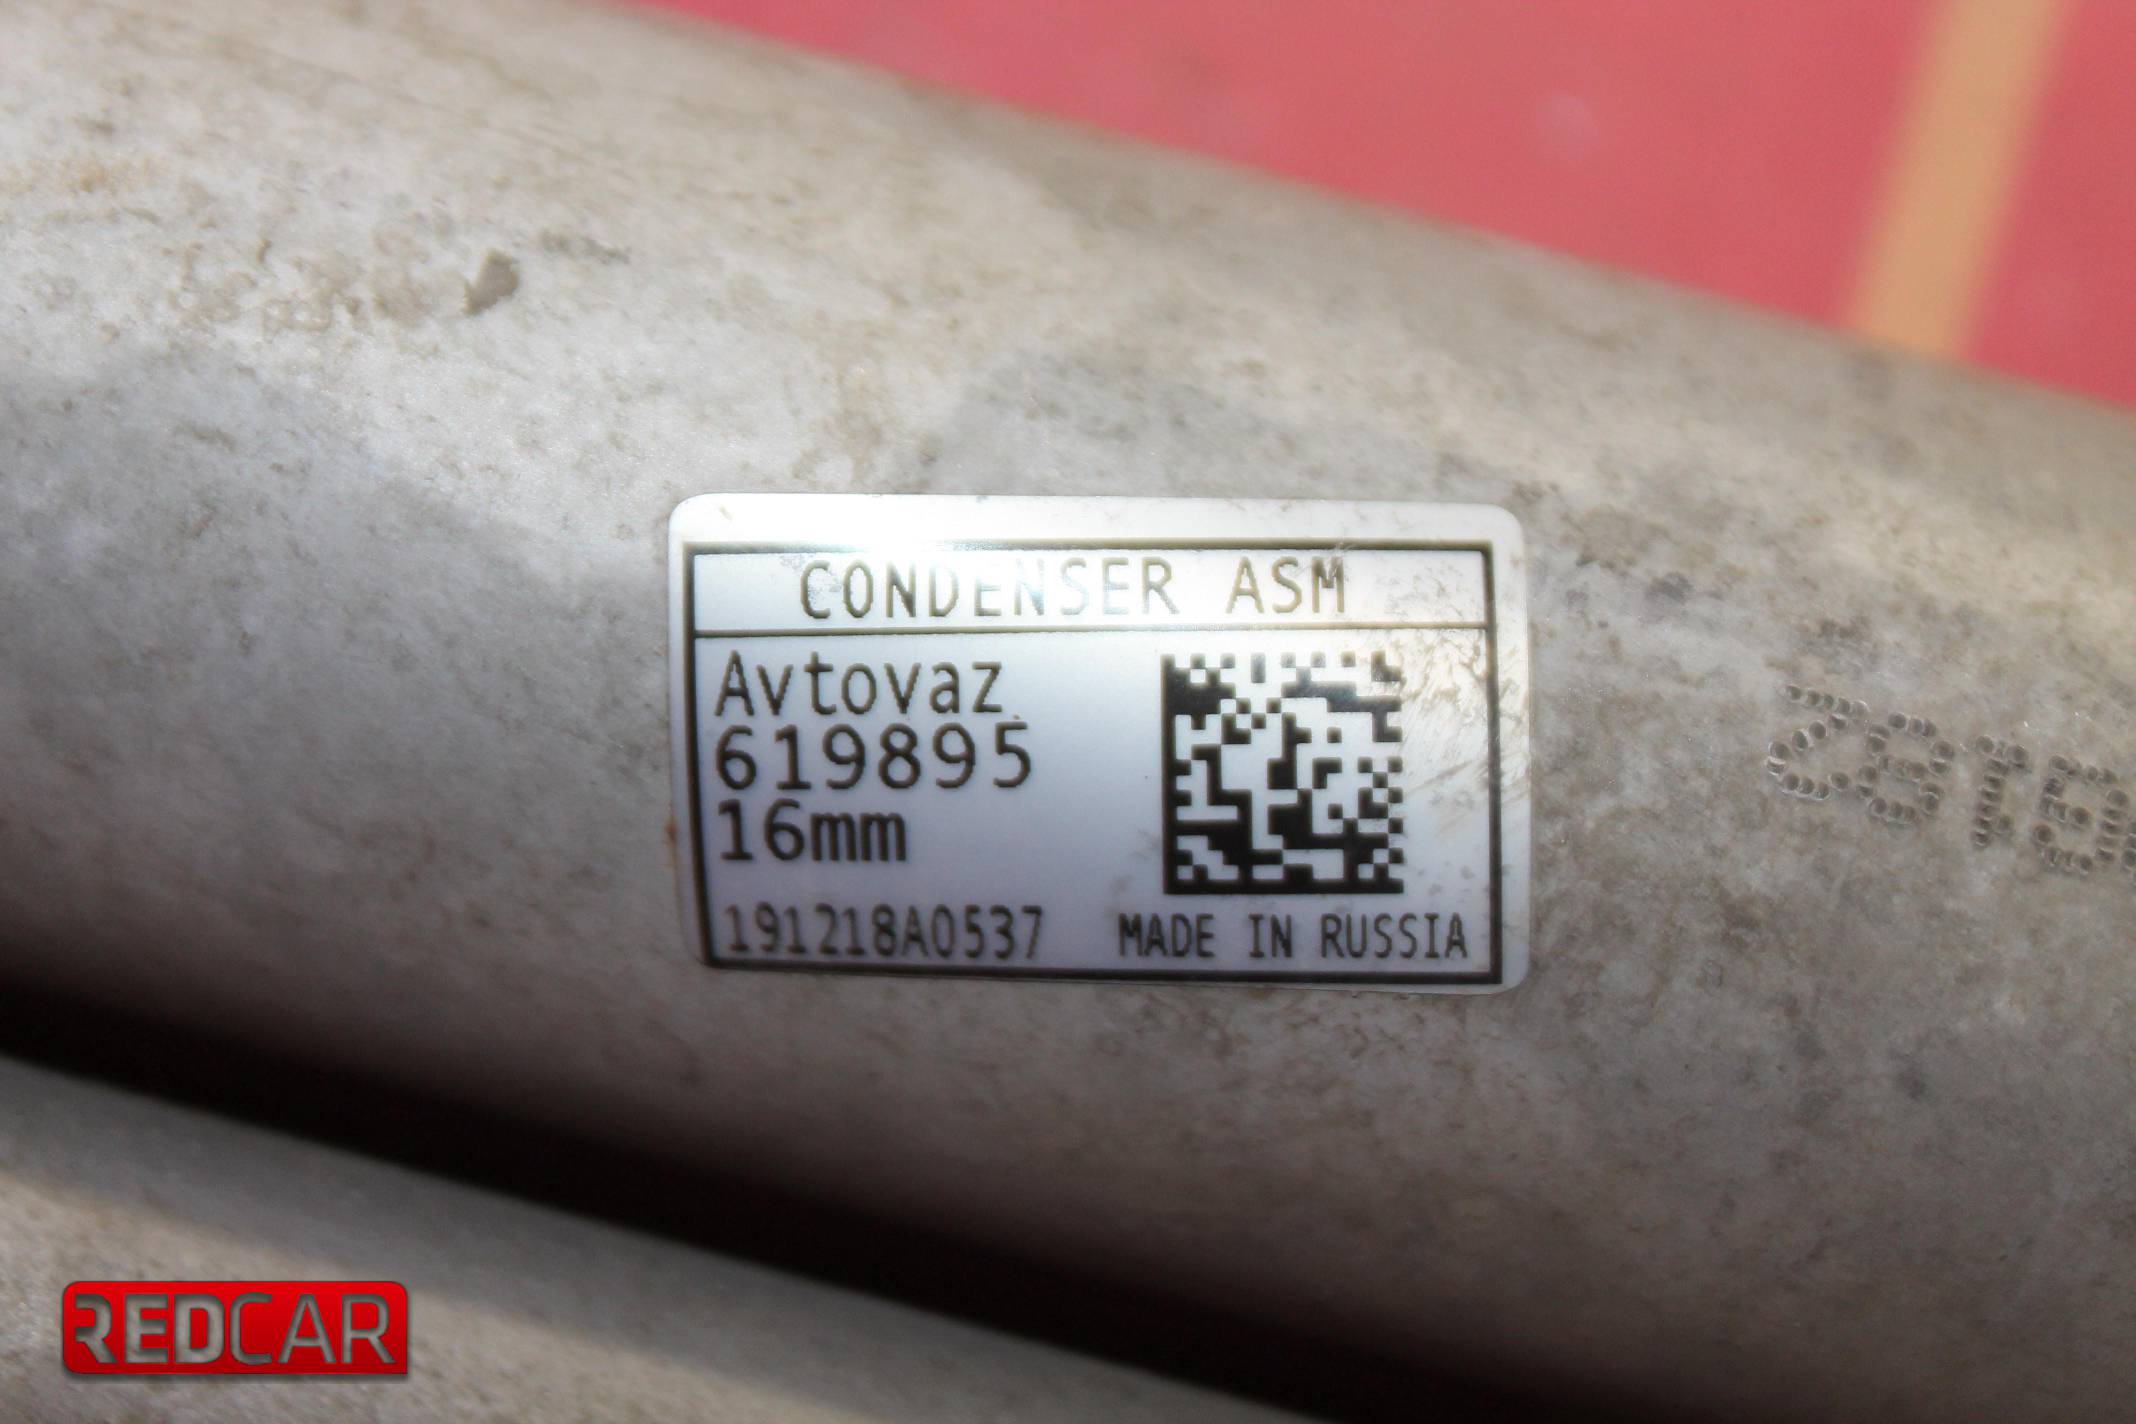 CONDENSER ASM
Avtovaz
619895
16mm
191218A0537 MADE IN RUSSIA
REDCAR